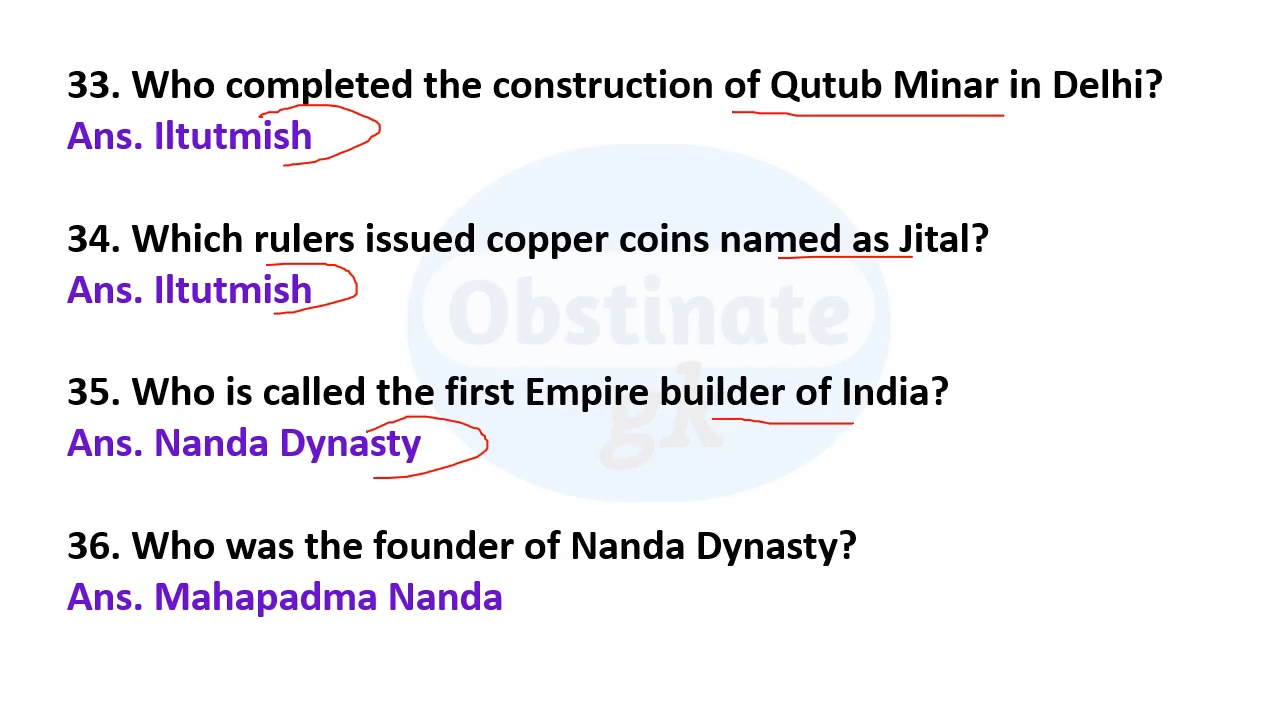 33. Who completed the construction of Qutub Minar in Delhi?
Ans. Iltutmish
34. Which rulers issued copper coins named as Jital?
Ans. Iltutmish
Obstinate
35. Who is called the first Empire builder of India?
gk
Ans. Nanda Dynasty
36. Who was the founder of Nanda Dynasty?
Ans. Mahapadma Nanda